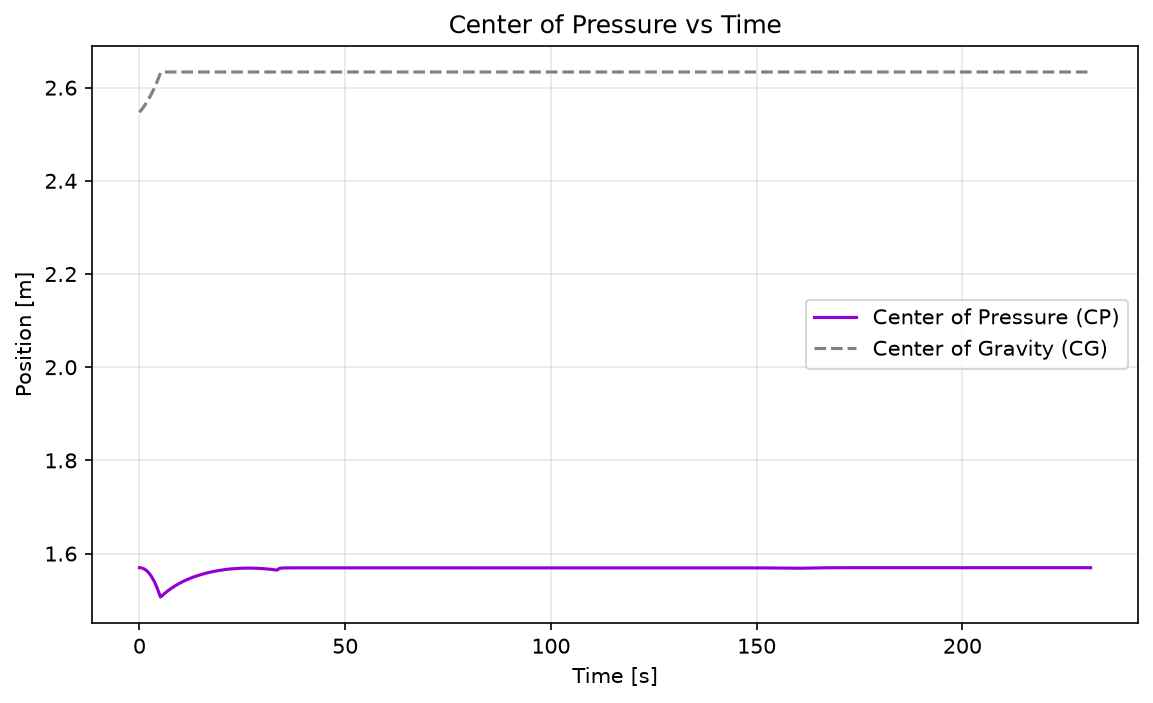 Center of Pressure vs Time
Position [m]
2.6
2.4
2.2
2.0
1.8
1.6
Center of Pressure (CP)
Center of Gravity (CG)
0
50
100
150
200
Time [s]